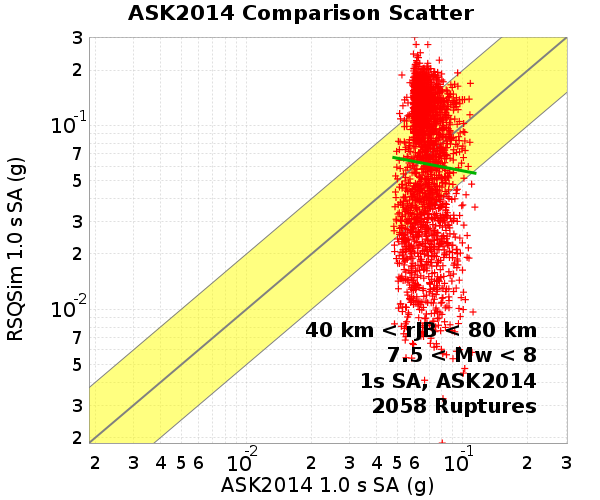 ASK2014 Comparison Scatter
3
2
10-1
7
5
3
2
10-2
7
5
3
2
RSQSim 1.0 s SA (g)
40 km < rJB < 80 km
7.5 < Mw < 8
1s SA, ASK2014
2058 Ruptures
2 3 4 5 6 10-2 2 3 4 5 6 10-1 2 3
ASK2014 1.0 s SA (g)